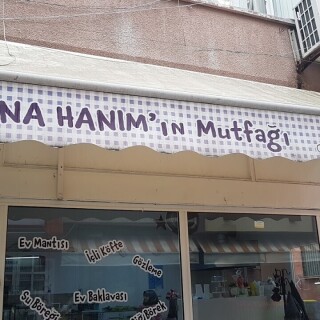 NA HANIM'ın Mutfağı
Ev Mantısı
İçli Köfte
Gözleme
Su Böreği
Ev Baklavası
Börek